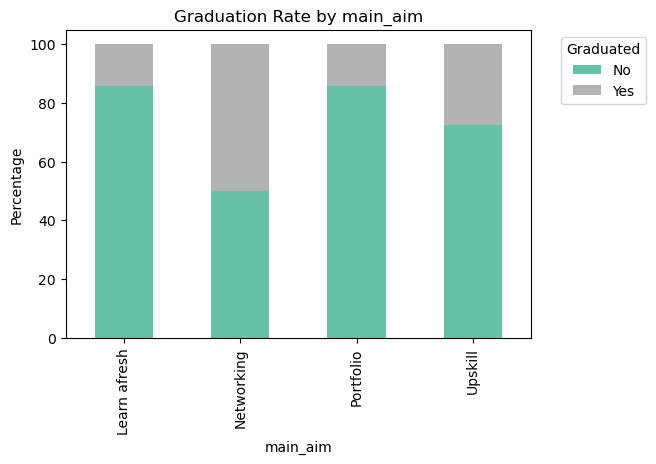 Graduation Rate by main_aim
Graduated
No
Yes
Percentage
100
80
60
40
20
0
Learn afresh
Networking
Portfolio
Upskill
main_aim